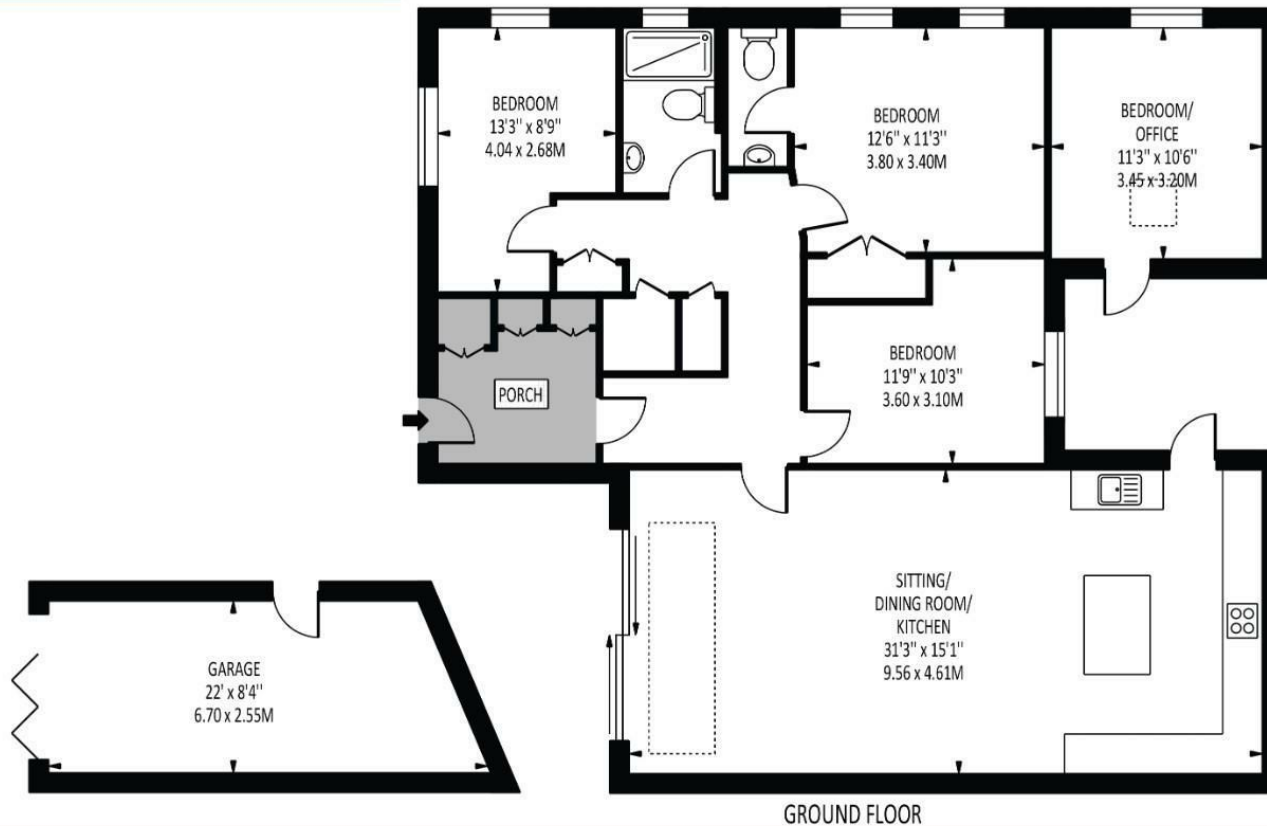 BEDROOM
13'3" x 8'9"
4.04 x 2.68M
BEDROOM
12'6" x 11'3"
3.80 x 3.40M
BEDROOM/
OFFICE
11'3" x 10'6"
3.45 x 3.20M
PORCH
BEDROOM
11'9" x 10'3"
3.60 x 3.10M
SITTING/
DINING ROOM/
KITCHEN
31'3" x 15'1"
9.56 x 4.61M
GARAGE
22' x 8'4"
6.70 x 2.55M
GROUND FLOOR